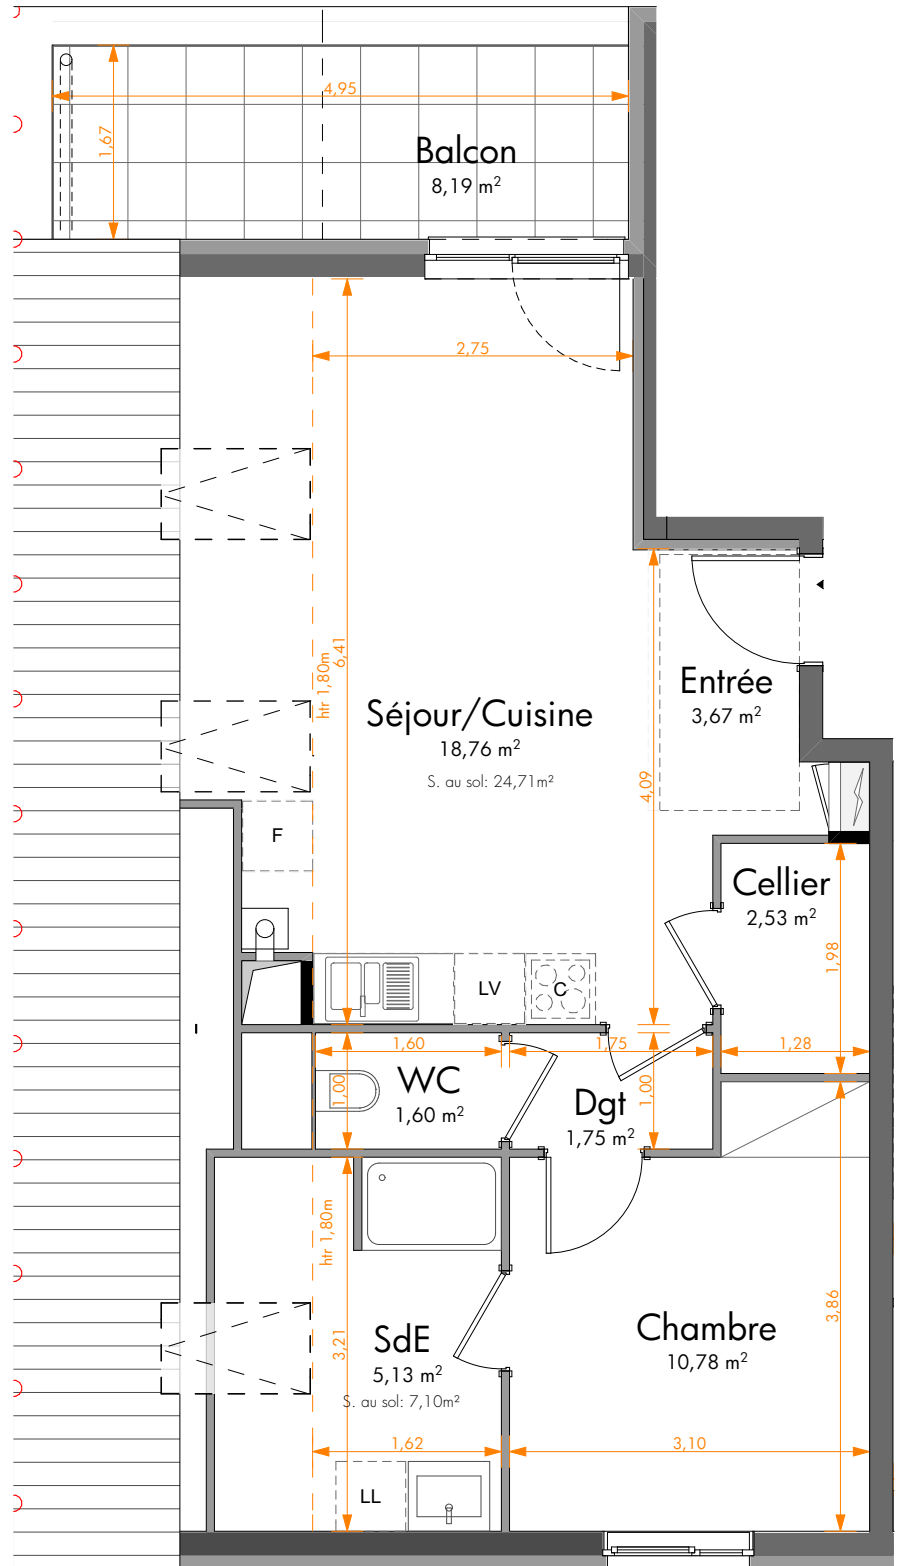 4,95
1,67
Balcon
8,19 m²
2,75
htr 1,80m
6,41
Entrée
3,67 m²
Séjour/Cuisine
18,76 m²
S. au sol: 24,71m²
4,09
F
Cellier
2,53 m²
1,98
LV
C
1,60
1,75
1,28
WC
1,60 m²
1,00
Dgt
1,75 m²
1,00
htr 1,80m
3,86
SdE
5,13 m²
S. au sol: 7,10m²
3,21
Chambre
10,78 m²
1,62
3,10
LL